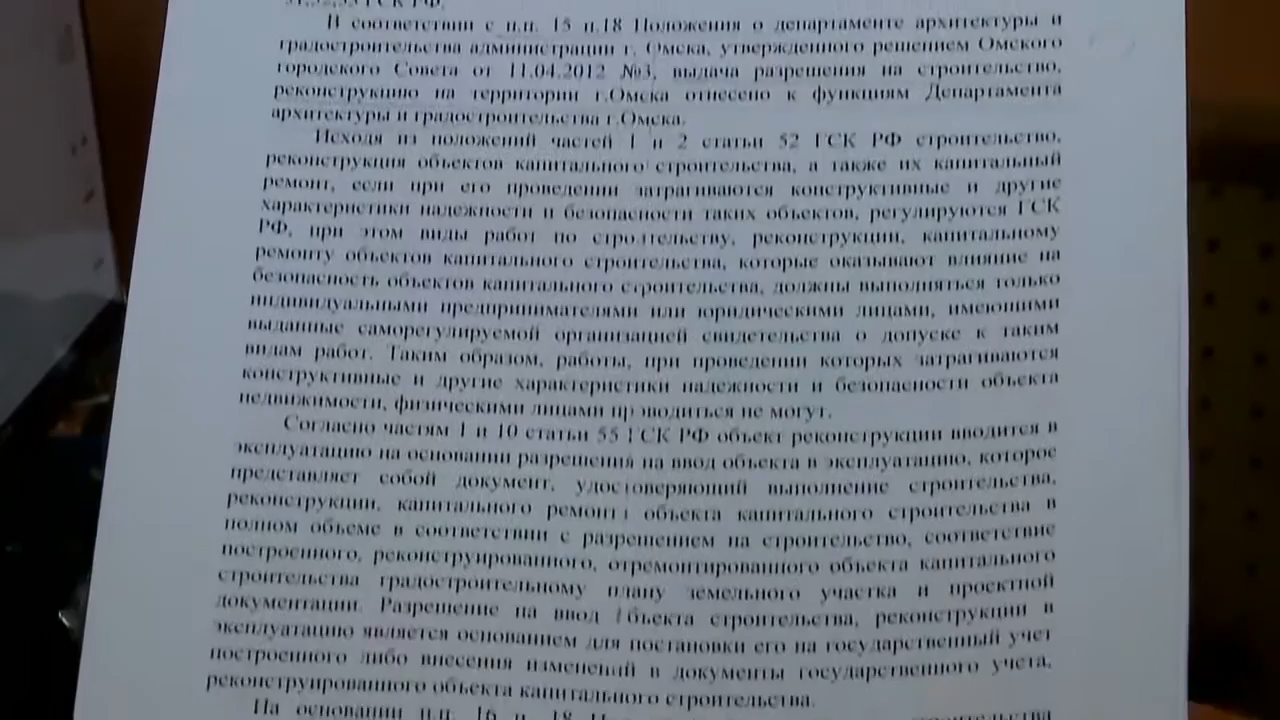 51,52,55 ГСК РФ.
В соответствии с п.п. 15 п.18 Положения о департаменте архитектуры и
градостроительства администрации г. Омска, утвержденного решением Омского
городского Совета от 11.04.2012 №3, выдача разрешения на строительство,
реконструкцию на территории г.Омска отнесено к функциям Департамента
архитектуры и градостроительства г.Омска.
Исходя из положений частей 1 и 2 статьи 52 ГСК РФ строительство,
реконструкция объектов капитального строительства, а также их капитальный
ремонт, если при его проведении затрагиваются конструктивные и другие
характеристики надежности и безопасности таких объектов, регулируются ГСК
РФ, при этом виды работ по строительству, реконструкции, капитальному
ремонту объектов капитального строительства, которые оказывают влияние на
безопасность объектов капитального строительства, должны выполняться только
индивидуальными предпринимателями или юридическими лицами, имеющими
выданные саморегулируемой организацией свидетельства о допуске к таким
видам работ. Таким образом, работы, при проведении которых затрагиваются
конструктивные и другие характеристики надежности и безопасности объекта
недвижимости, физическими лицами проводиться не могут.
Согласно частям 1 и 10 статьи 55 ГСК РФ объект реконструкции вводится в
эксплуатацию на основании разрешения на ввод объекта в эксплуатацию, которое
представляет собой документ, удостоверяющий выполнение строительства,
реконструкции, капитального ремонта объекта капитального строительства в
полном объеме в соответствии с разрешением на строительство, соответствие
построенного, реконструированного, отремонтированного объекта капитального
строительства градостроительному плану земельного участка и проектной
документации. Разрешение на ввод объекта строительства, реконструкции в
эксплуатацию является основанием для постановки его на государственный учет
построенного либо внесения изменений в документы государственного учета,
реконструированного объекта капитального строительства.
На основании п.п. 16 п. 18